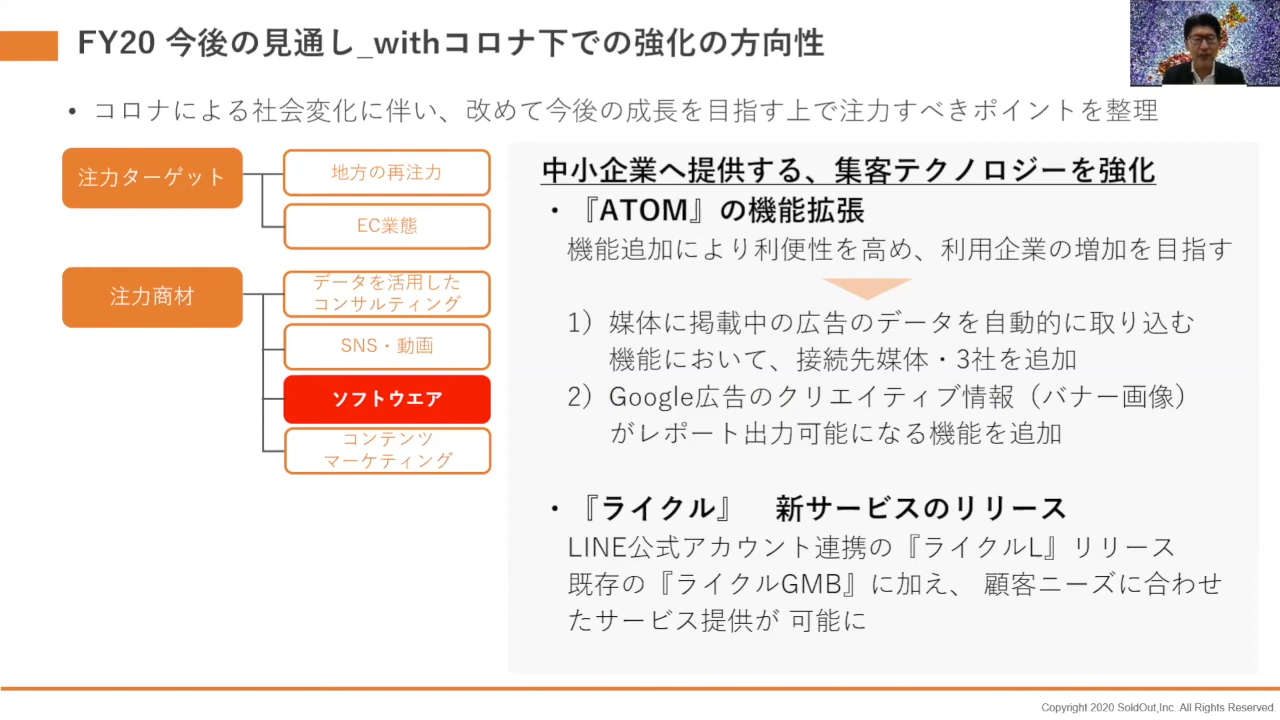 FY20 今後の見通し_withコロナ下での強化の方向性
• コロナによる社会変化に伴い、改めて今後の成長を目指す上で注力すべきポイントを整理
注力ターゲット
地方の再注力
EC業態
注力商材
データを活用した
コンサルティング
SNS・動画
ソフトウエア
コンテンツ
マーケティング
中小企業へ提供する、集客テクノロジーを強化
・『ATOM』の機能拡張
機能追加により利便性を高め、利用企業の増加を目指す
1）媒体に掲載中の広告のデータを自動的に取り込む
機能において、接続先媒体・3社を追加
2）Google広告のクリエイティブ情報（バナー画像）
がレポート出力可能になる機能を追加
・『ライクル』　新サービスのリリース
LINE公式アカウント連携の『ライクルL』リリース
既存の『ライクルGMB』に加え、 顧客ニーズに合わせ
たサービス提供が 可能に
Copyright 2020 SoldOut,Inc. All Rights Reserved.